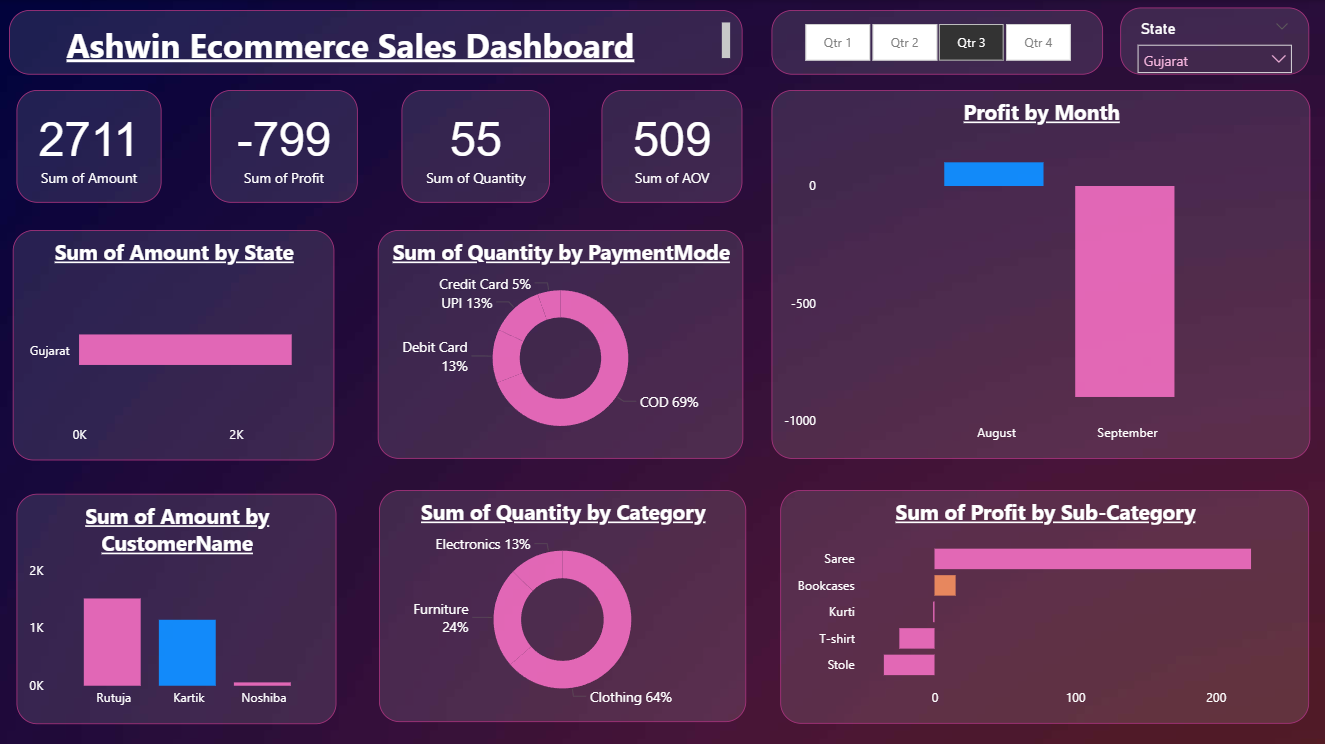 Ashwin Ecommerce Sales Dashboard
Qtr 1
Qtr 2
Qtr 3
Qtr 4
State
Gujarat
2711
Sum of Amount
-799
Sum of Profit
55
Sum of Quantity
509
Sum of AOV
Profit by Month
0
-500
-1000
August
September
Sum of Amount by State
Gujarat
0K
2K
Sum of Quantity by PaymentMode
Credit Card 5%
UPI 13%
Debit Card
13%
COD 69%
Sum of Amount by
CustomerName
2K
1K
0K
Rutuja
Kartik
Noshiba
Sum of Quantity by Category
Electronics 13%
Furniture
24%
Clothing 64%
Sum of Profit by Sub-Category
Saree
Bookcases
Kurti
T-shirt
Stole
0
100
200